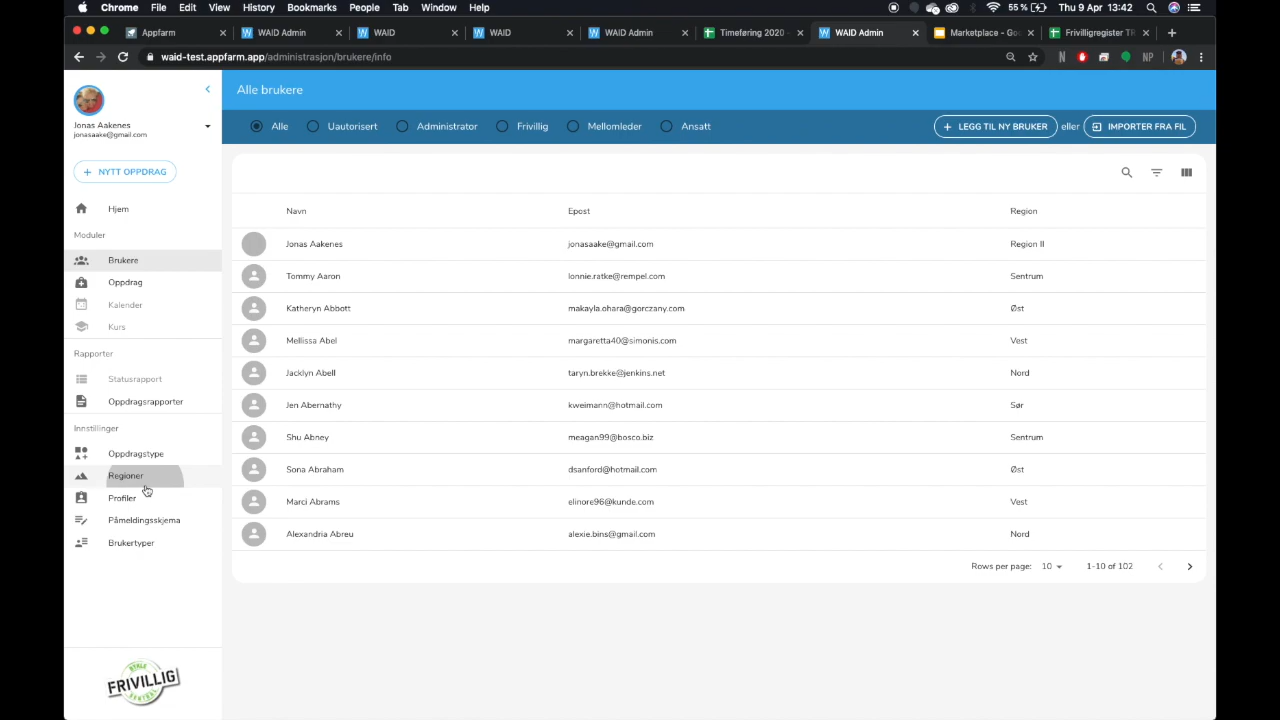 Chrome File Edit View History Bookmarks People Tab Window Help 55 % Thu 9 Apr 13:42
Appfarm WAID Admin WAID WAID WAID Admin Timeføring 2020 - WAID Admin Marketplace - Goo Frivilligregister TR
waid-test.appfarm.app/administrasjon/brukere/info N NP
Jonas Aakenes
jonasaake@gmail.com
NYTT OPPDRAG
Hjem
Moduler
Brukere
Oppdrag
Kalender
Kurs
Rapporter
Statusrapport
Oppdragsrapporter
Innstillinger
Oppdragstype
Regioner
Profiler
Påmeldingsskjema
Brukertyper
FRIVILLIG
Alle brukere
Alle Uautorisert Administrator Frivillig Mellomleder Ansatt + LEGG TIL NY BRUKER eller IMPORTER FRA FIL
Navn Epost Region
Jonas Aakenes jonasaake@gmail.com Region II
Tommy Aaron lonnie.ratke@rempel.com Sentrum
Katheryn Abbott makayla.ohara@gorczany.com Øst
Mellissa Abel margaretta40@simonis.com Vest
Jacklyn Abell taryn.brekke@jenkins.net Nord
Jen Abernathy kweimann@hotmail.com Sør
Shu Abney meagan99@bosco.biz Sentrum
Sona Abraham dsanford@hotmail.com Øst
Marci Abrams elinore96@kunde.com Vest
Alexandria Abreu alexie.bins@gmail.com Nord
Rows per page: 10 1-10 of 102